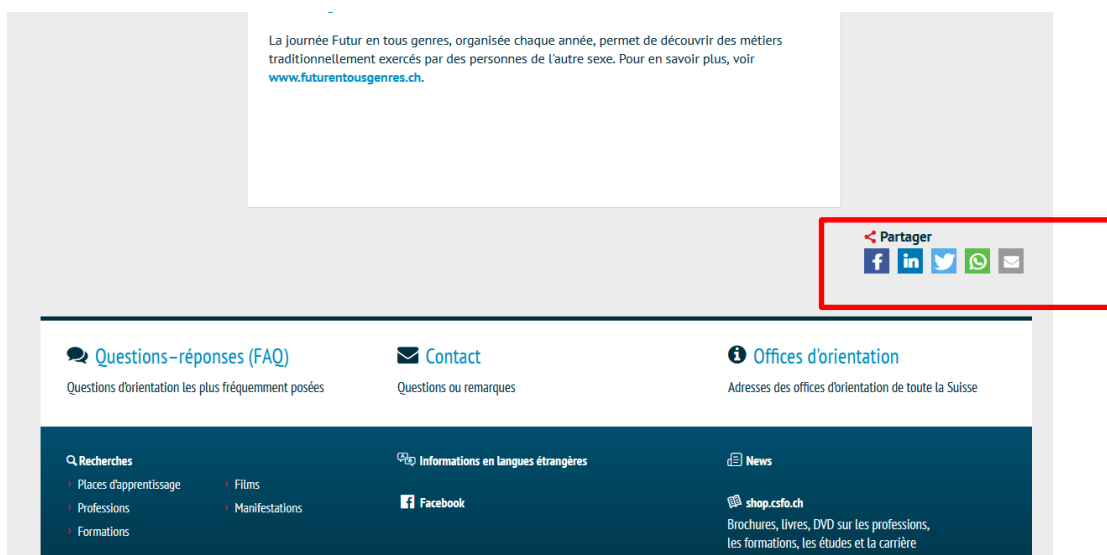 La journée Futur en tous genres, organisée chaque année, permet de découvrir des métiers
traditionnellement exercés par des personnes de l'autre sexe. Pour en savoir plus, voir
www.futurentousgenres.ch.
Partager
Questions–réponses (FAQ)
Questions d'orientation les plus fréquemment posées
Contact
Questions ou remarques
Offices d'orientation
Adresses des offices d'orientation de toute la Suisse
Recherches
Places d'apprentissage
Professions
Formations
Films
Manifestations
Informations en langues étrangères
Facebook
News
shop.csfo.ch
Brochures, livres, DVD sur les professions,
les formations, les études et la carrière